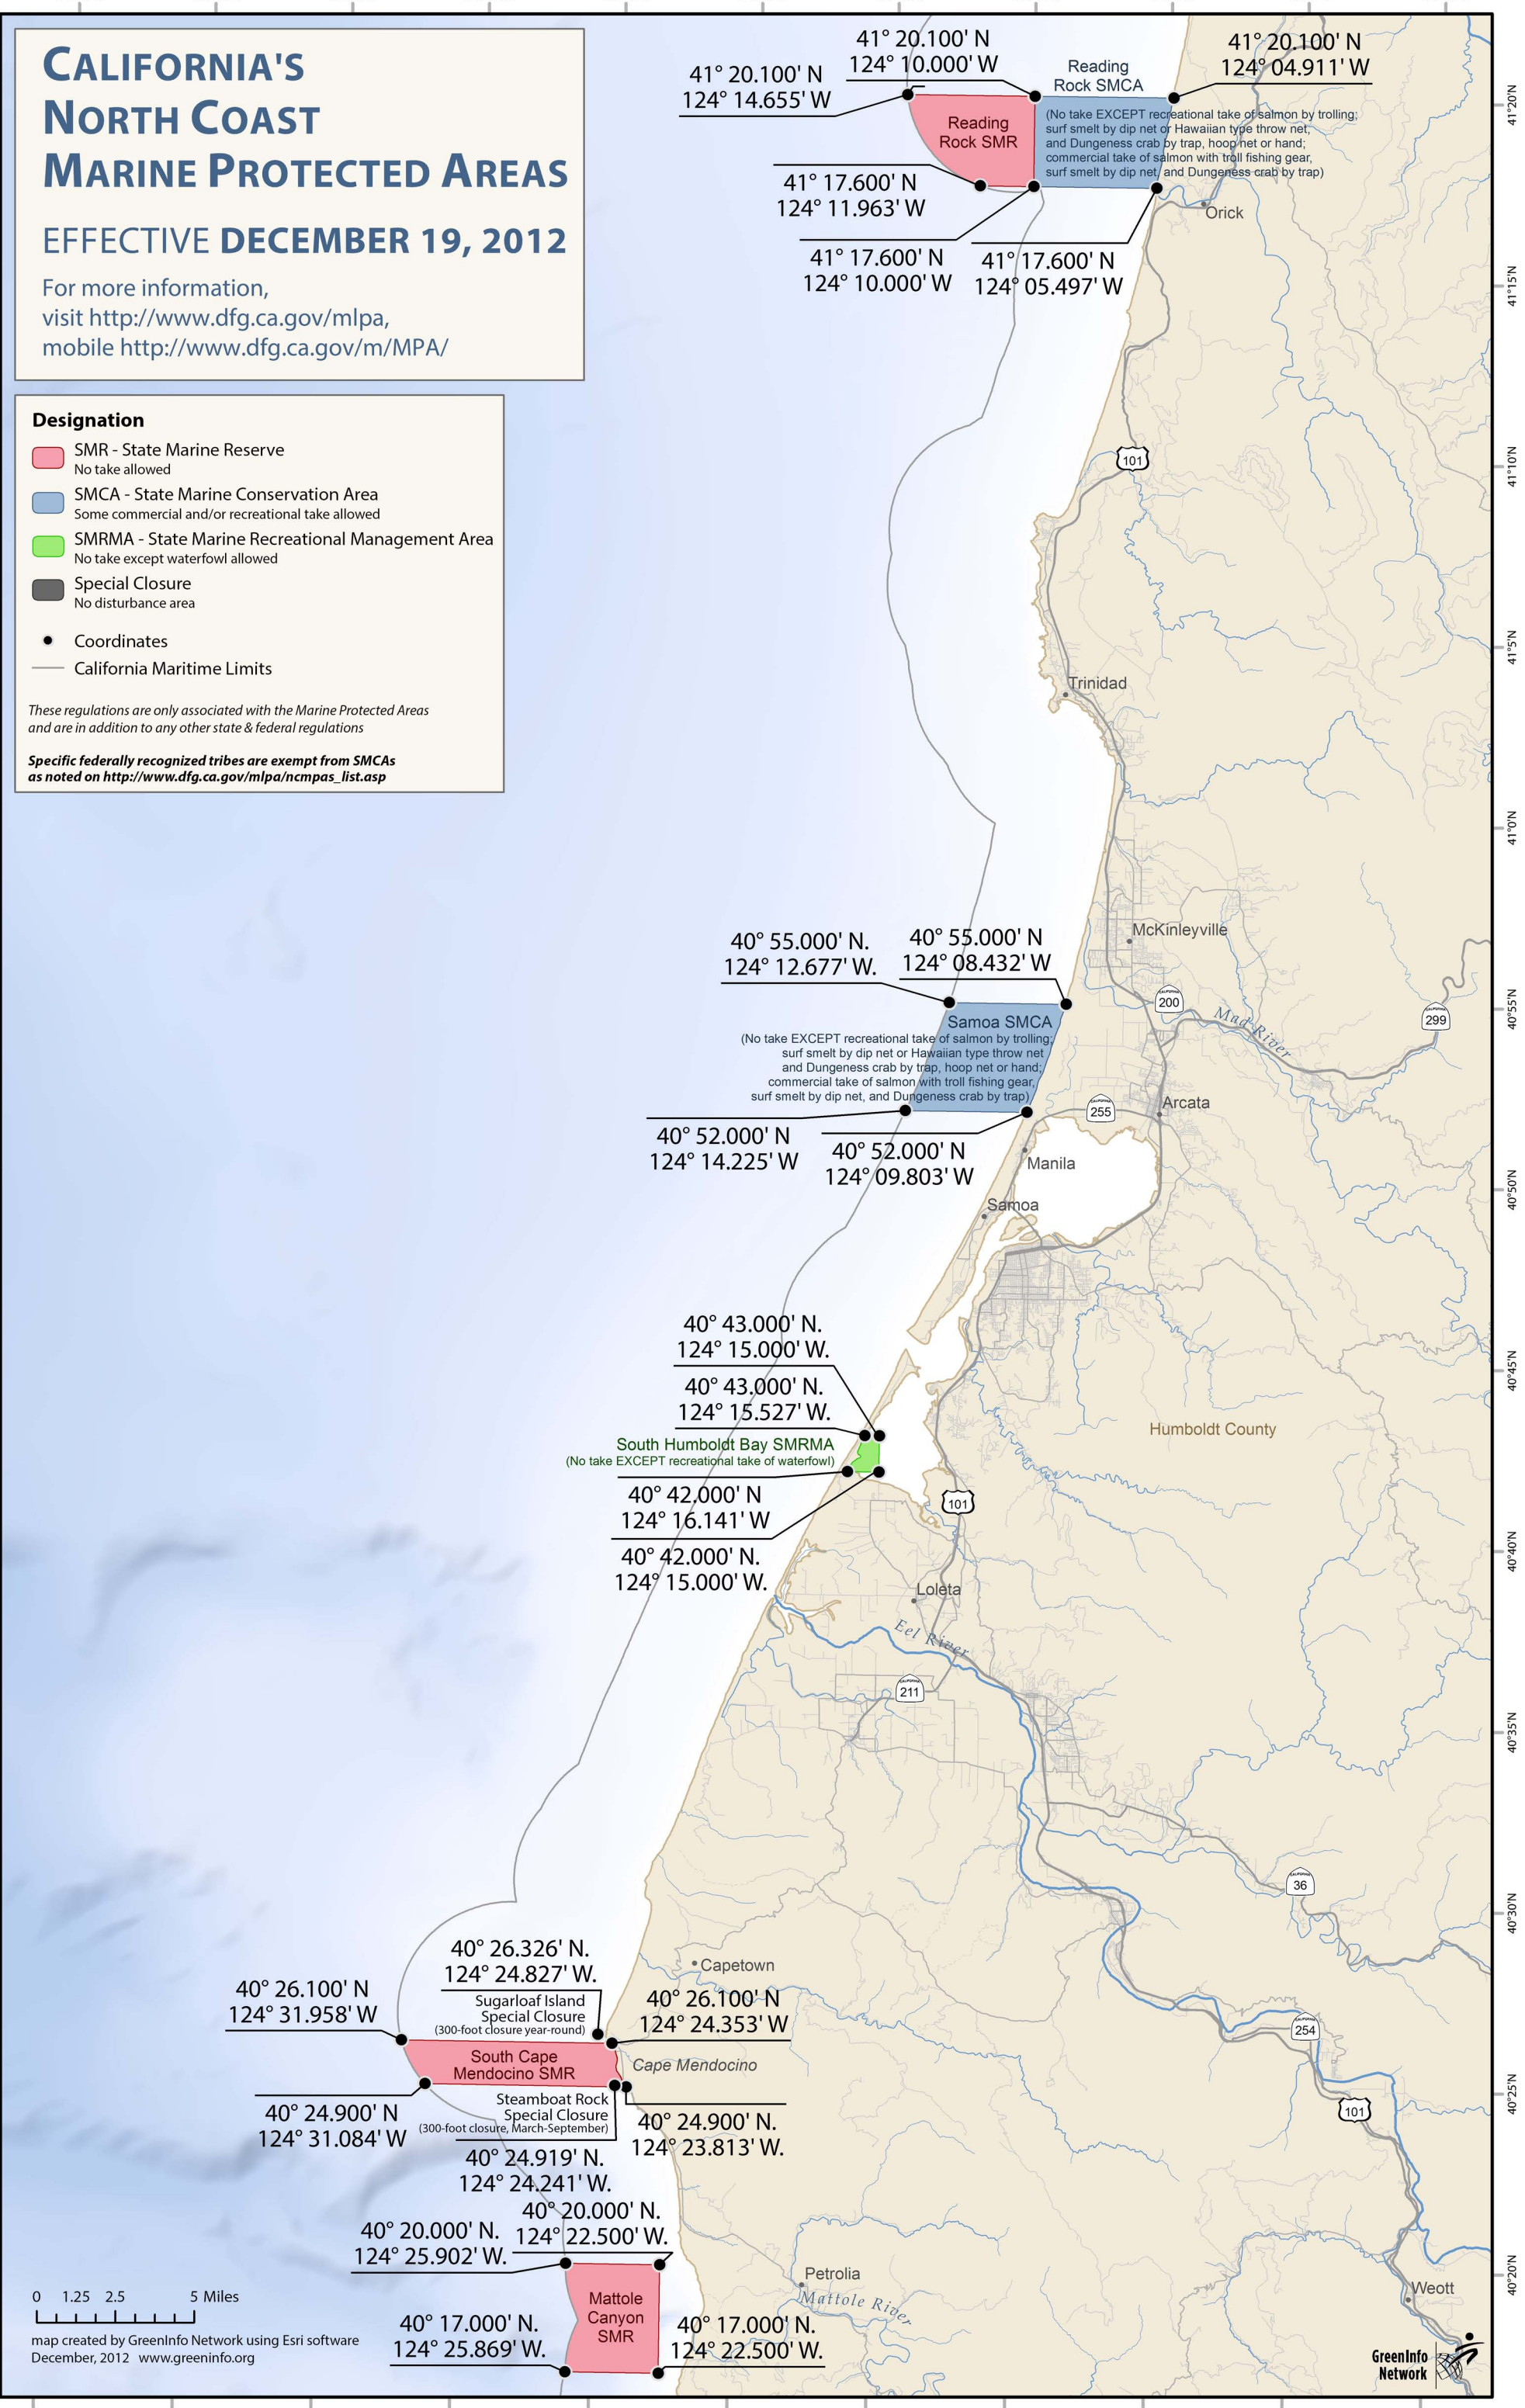 CALIFORNIA'S
NORTH COAST
MARINE PROTECTED AREAS
EFFECTIVE DECEMBER 19, 2012
For more information,
visit http://www.dfg.ca.gov/mlpa,
mobile http://www.dfg.ca.gov/m/MPA/
Designation
SMR - State Marine Reserve
No take allowed
SMCA - State Marine Conservation Area
Some commercial and/or recreational take allowed
SMRMA - State Marine Recreational Management Area
No take except waterfowl allowed
Special Closure
No disturbance area
Coordinates
California Maritime Limits
These regulations are only associated with the Marine Protected Areas
and are in addition to any other state & federal regulations
Specific federally recognized tribes are exempt from SMCAs
as noted on http://www.dfg.ca.gov/mlpa/ncmpas_list.asp
41° 20.100' N
124° 14.655' W
41° 20.100' N
124° 10.000' W
Reading
Rock SMCA
41° 20.100' N
124° 04.911' W
Reading
Rock SMR
(No take EXCEPT recreational take of salmon by trolling;
surf smelt by dip net or Hawaiian type throw net,
and Dungeness crab by trap, hoop net or hand;
commercial take of salmon with troll fishing gear,
surf smelt by dip net, and Dungeness crab by trap)
41° 17.600' N
124° 11.963' W
41° 17.600' N
124° 10.000' W
41° 17.600' N
124° 05.497' W
Orick
41°20'N
41°15'N
41°10'N
101
41°5'N
Trinidad
41°0'N
McKinleyville
40° 55.000' N.
124° 12.677' W.
40° 55.000' N
124° 08.432' W
CALIFORNIA
200
Mad River
CALIFORNIA
299
40°55'N
Samoa SMCA
(No take EXCEPT recreational take of salmon by trolling;
surf smelt by dip net or Hawaiian type throw net
and Dungeness crab by trap, hoop net or hand;
commercial take of salmon with troll fishing gear,
surf smelt by dip net, and Dungeness crab by trap)
CALIFORNIA
255
Arcata
40° 52.000' N
124° 14.225' W
40° 52.000' N
124° 09.803' W
Manila
Samoa
40°50'N
40° 43.000' N.
124° 15.000' W.
40° 43.000' N.
124° 15.527' W.
40°45'N
South Humboldt Bay SMRMA
(No take EXCEPT recreational take of waterfowl)
Humboldt County
40° 42.000' N
124° 16.141' W
101
40° 42.000' N.
124° 15.000' W.
40°40'N
Loleta
Eel River
CALIFORNIA
211
40°35'N
CALIFORNIA
36
40°30'N
40° 26.326' N.
124° 24.827' W.
Capetown
40° 26.100' N
124° 31.958' W
Sugarloaf Island
Special Closure
(300-foot closure year-round)
40° 26.100' N
124° 24.353' W
CALIFORNIA
254
South Cape
Mendocino SMR
Cape Mendocino
40°25'N
Steamboat Rock
Special Closure
(300-foot closure, March-September)
40° 24.900' N
124° 31.084' W
40° 24.900' N.
124° 23.813' W.
101
40° 24.919' N.
124° 24.241' W.
40° 20.000' N.
124° 22.500' W.
40° 20.000' N.
124° 25.902' W.
Petrolia
Mattole River
40°20'N
Weott
Mattole
Canyon
SMR
40° 17.000' N.
124° 25.869' W.
40° 17.000' N.
124° 22.500' W.
0 1.25 2.5 5 Miles
map created by GreenInfo Network using Esri software
December, 2012 www.greeninfo.org
GreenInfo
Network